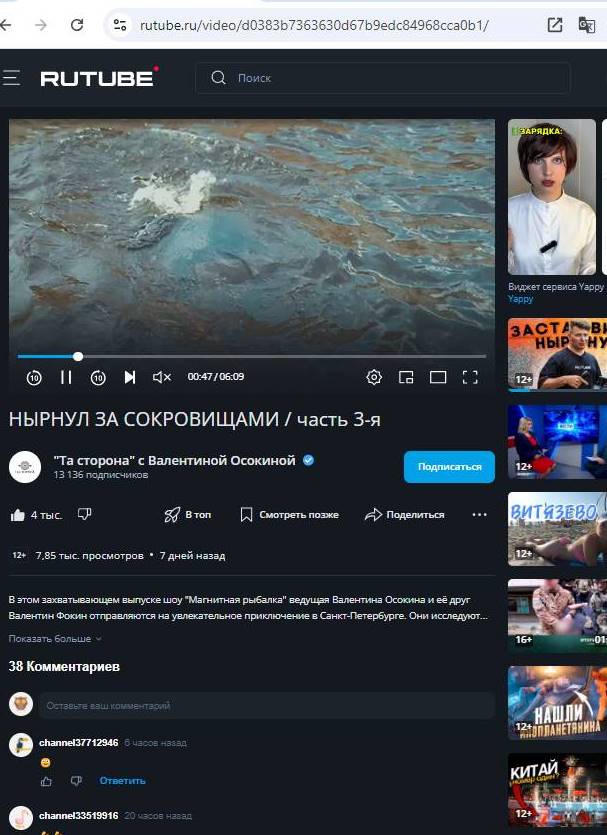 rutube.ru/video/d0383b7363630d67b9edc84968cca0b1/
RUTUBE
Поиск
ЗАРЯДКА:
00:47 / 06:09
Виджет сервиса Yappy
Yappy
12+
НЫРНУЛ ЗА СОКРОВИЩАМИ / часть 3-я
"Та сторона" с Валентиной Осокиной
13 136 подписчиков
Подписаться
12+
4 тыс.
В топ
Смотреть позже
Поделиться
ВИТЯЗЕВО
12+
12+ 7,85 тыс. просмотров • 7 дней назад
В этом захватывающем выпуске шоу "Магнитная рыбалка" ведущая Валентина Осокина и её друг
Валентин Фокин отправляются на увлекательное приключение в Санкт-Петербурге. Они исследуют...
Показать больше
16+
38 Комментариев
Оставьте ваш комментарий
НАШЛИ
ИНОПЛАНЕТЯНИНА
12+
channel37712946 6 часов назад
Ответить
КИТАЙ
12+
channel33519916 20 часов назад